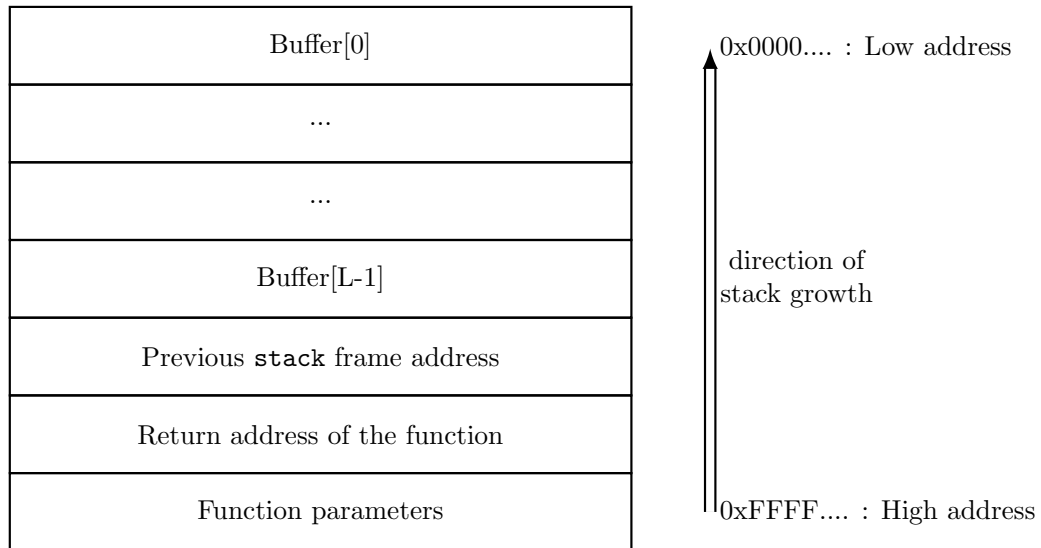 Buffer[0]
0x0000.... : Low address
...
...
Buffer[L-1]
direction of
stack growth
Previous stack frame address
Return address of the function
Function parameters
0xFFFF.... : High address